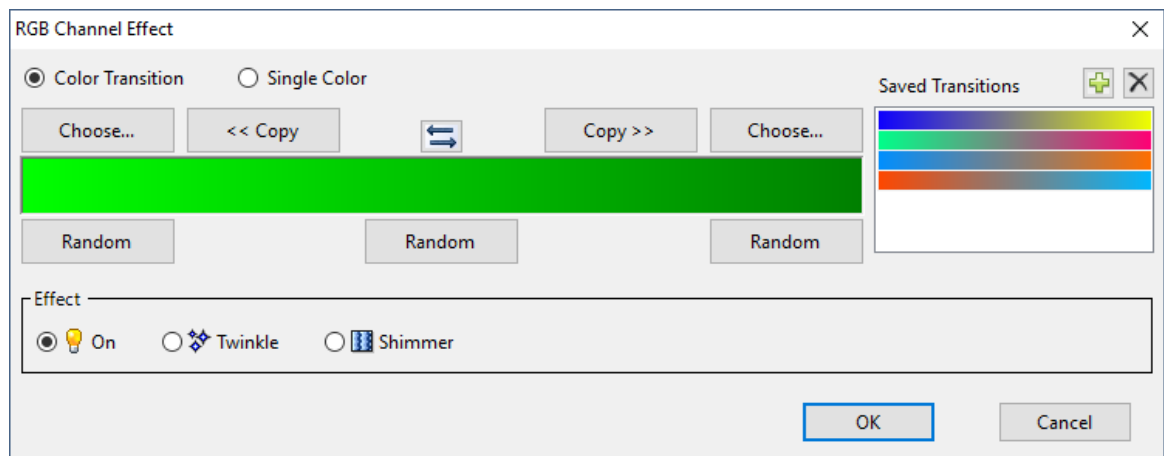 RGB Channel Effect
Color Transition Single Color
Saved Transitions
Choose... << Copy Copy >> Choose...
Random Random Random
Effect
On Twinkle Shimmer
OK Cancel